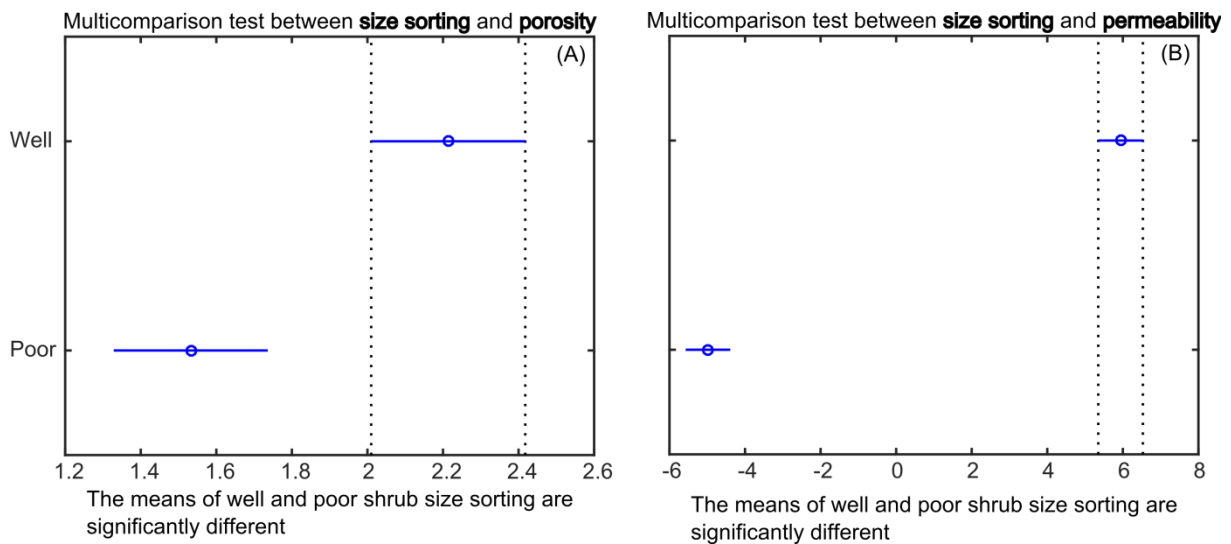 Multicomparison test between size sorting and porosity
(A)
Well
Poor
1.2 1.4 1.6 1.8 2 2.2 2.4 2.6
The means of well and poor shrub size sorting are
significantly different
Multicomparison test between size sorting and permeability
(B)
-6 -4 -2 0 2 4 6 8
The means of well and poor shrub size sorting are
significantly different